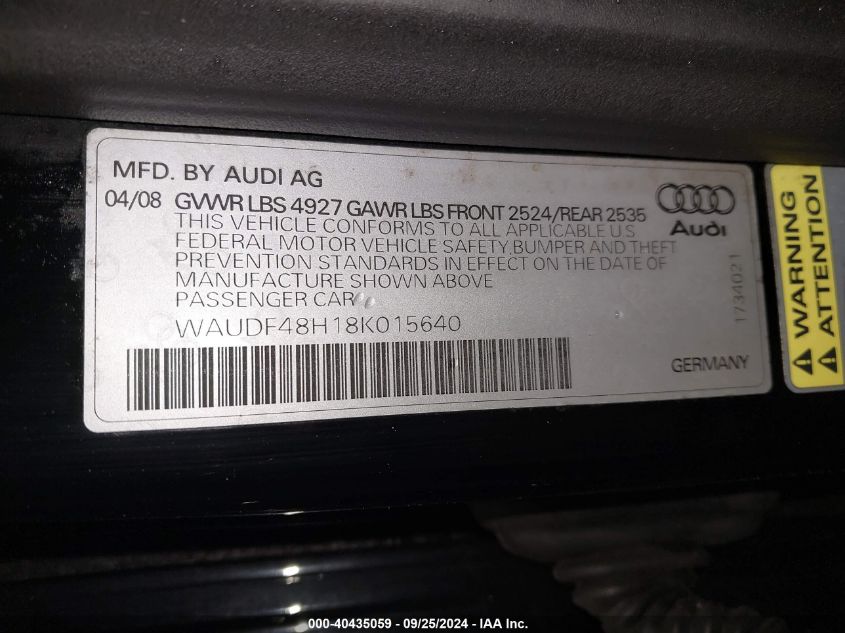 MFD. BY AUDI AG
04/08 GVWR LBS 4927 GAWR LBS FRONT 2524/REAR 2535
THIS VEHICLE CONFORMS TO ALL APPLICABLE U.S
FEDERAL MOTOR VEHICLE SAFETY,BUMPER AND THEFT
PREVENTION STANDARDS IN EFFECT ON THE DATE OF
MANUFACTURE SHOWN ABOVE
PASSENGER CAR
WAUDF48H18K015640
Audi
1734021
GERMANY
WARNING
ATTENTION
000-40435059 - 09/25/2024 - IAA Inc.